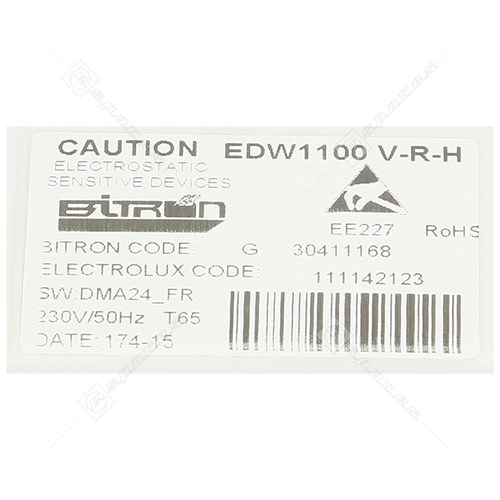 CAUTION EDW1100 V-R-H
ELECTROSTATIC
SENSITIVE DEVICES
BiTRON
EE227 RoHS
BITRON CODE: G 30411168
ELECTROLUX CODE: 111142123
SW:DMA24_FR
230V/50Hz T65
DATE: 174-15